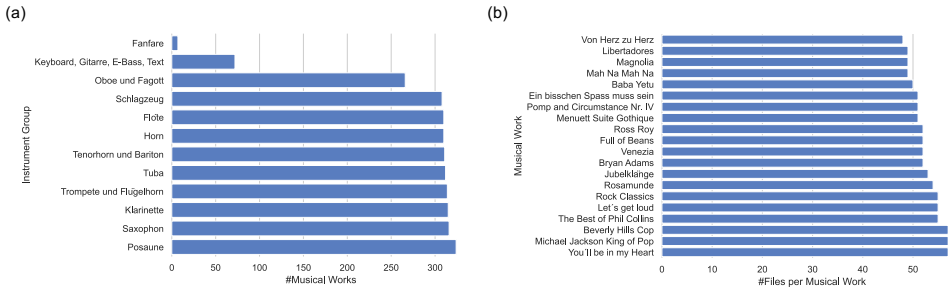 (a)
Fanfare
Keyboard, Gitarre, E-Bass, Text
Oboe und Fagott
Schlagzeug
Flöte
Horn
Tenorhorn und Bariton
Tuba
Trompete und Flügelhorn
Klarinette
Saxophon
Posaune
Instrument Group
0 50 100 150 200 250 300
#Musical Works
(b)
Von Herz zu Herz
Libertadores
Magnolia
Mah Na Mah Na
Baba Yetu
Ein bisschen Spass muss sein
Pomp and Circumstance Nr. IV
Menuett Suite Gothique
Ross Roy
Full of Beans
Venezia
Bryan Adams
Jubelklänge
Rosamunde
Rock Classics
Let´s get loud
The Best of Phil Collins
Beverly Hills Cop
Michael Jackson King of Pop
You´ll be in my Heart
Musical Work
0 10 20 30 40 50
#Files per Musical Work